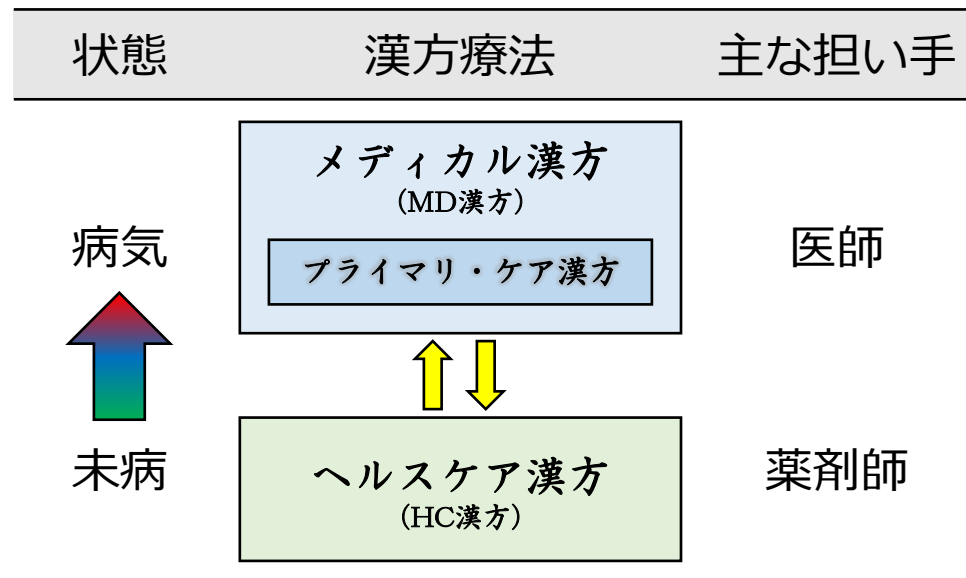 状態 漢方療法 主な担い手
メディカル漢方
(MD漢方)
病気
プライマリ・ケア漢方
医師
未病
ヘルスケア漢方
(HC漢方)
薬剤師